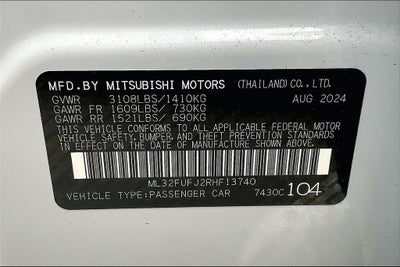 MFD.BY MITSUBISHI MOTORS (THAILAND)CO.,LTD.
GVWR 3108LBS/1410KG AUG 2024
GAWR FR 1609LBS/ 730KG
GAWR RR 1521LBS/ 690KG
THIS VEHICLE CONFORMS TO ALL APPLICABLE FEDERAL MOTOR
VEHICLE SAFETY, BUMPER, AND THEFT PREVENTION STANDARDS
IN EFFECT ON THE DATE OF MANUFACTURE SHOWN ABOVE.
ML32FUFJ2RHF13740
VEHICLE TYPE:PASSENGER CAR 7430C 104